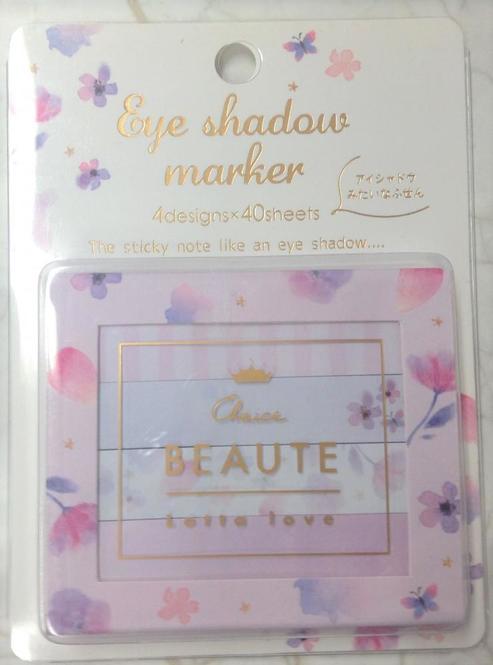 Eye shadow
marker
アイシャドウ
みたいなふせん
4designs×40sheets
The sticky note like an eye shadow....
Choice
BEAUTE
Lotta love